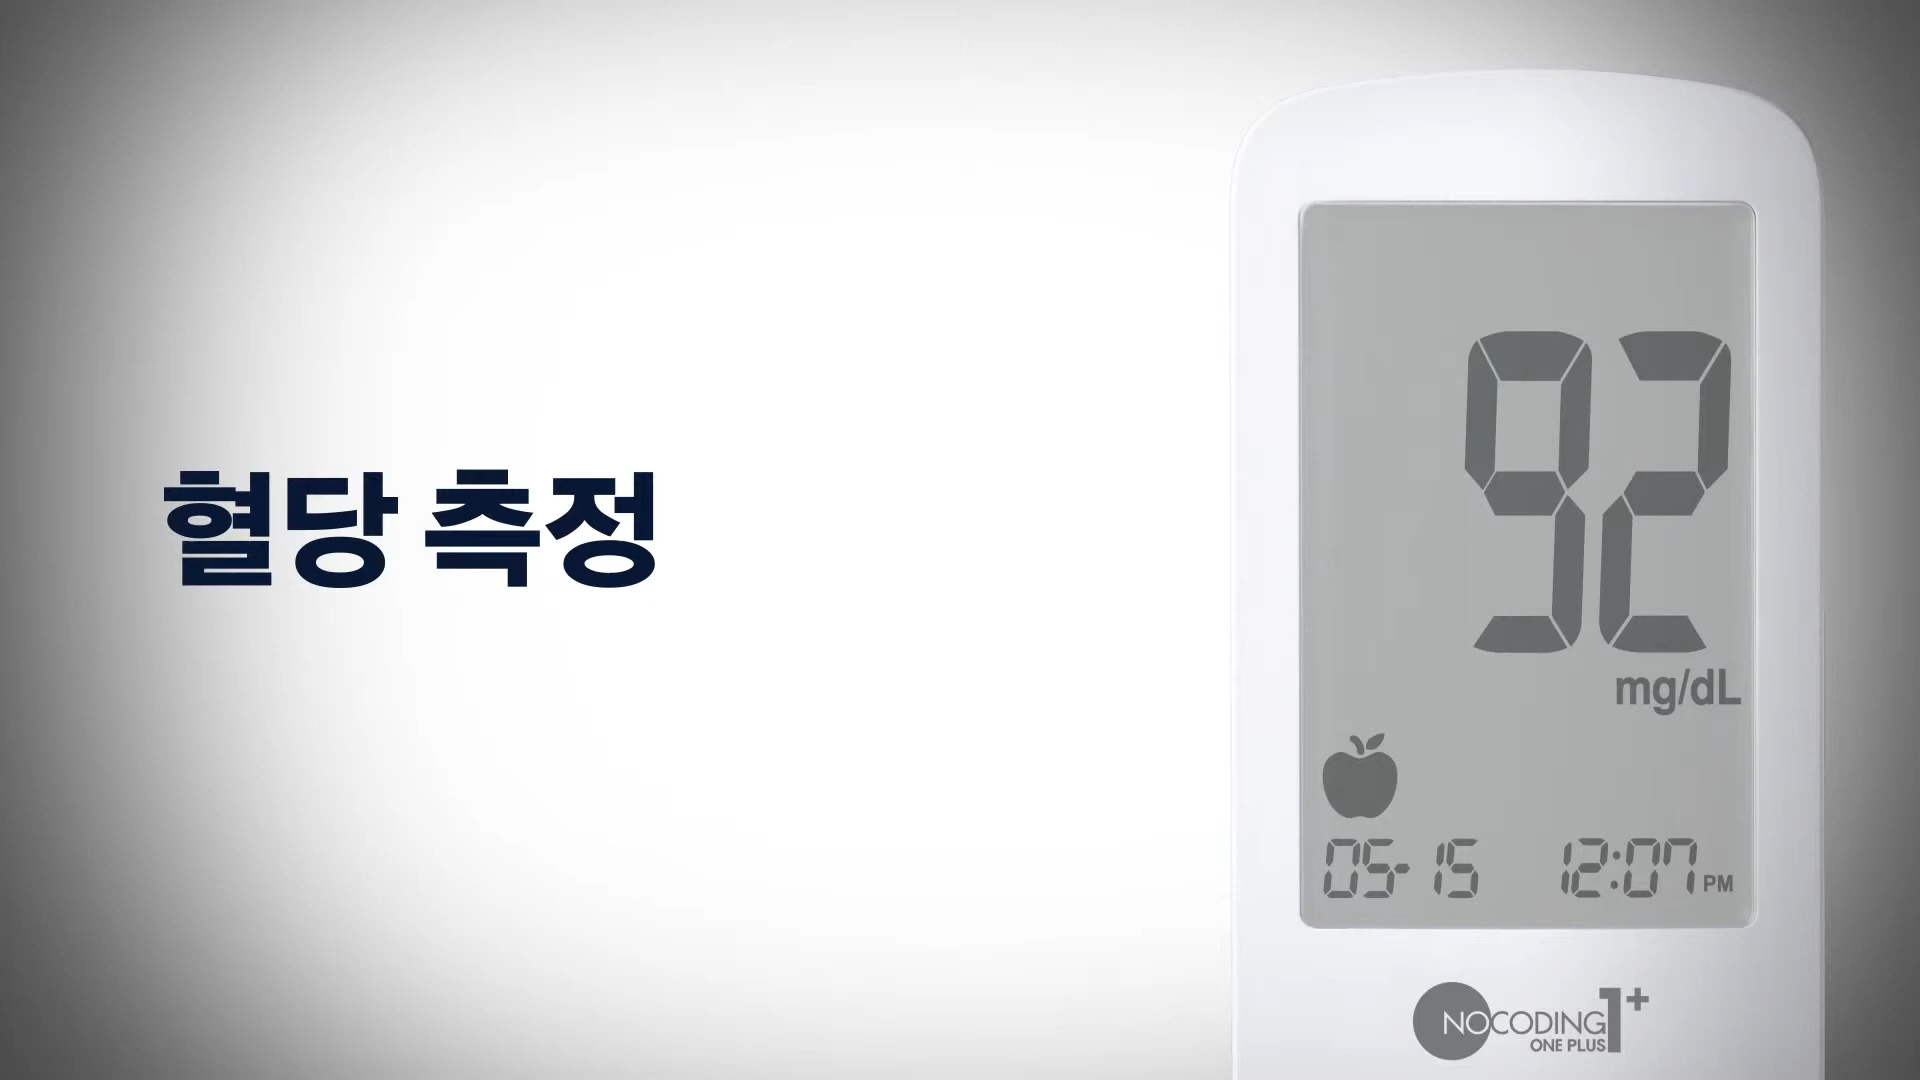 혈당 측정
92
mg/dL
05-15 12:07 PM
NOCODING 1+
ONE PLUS